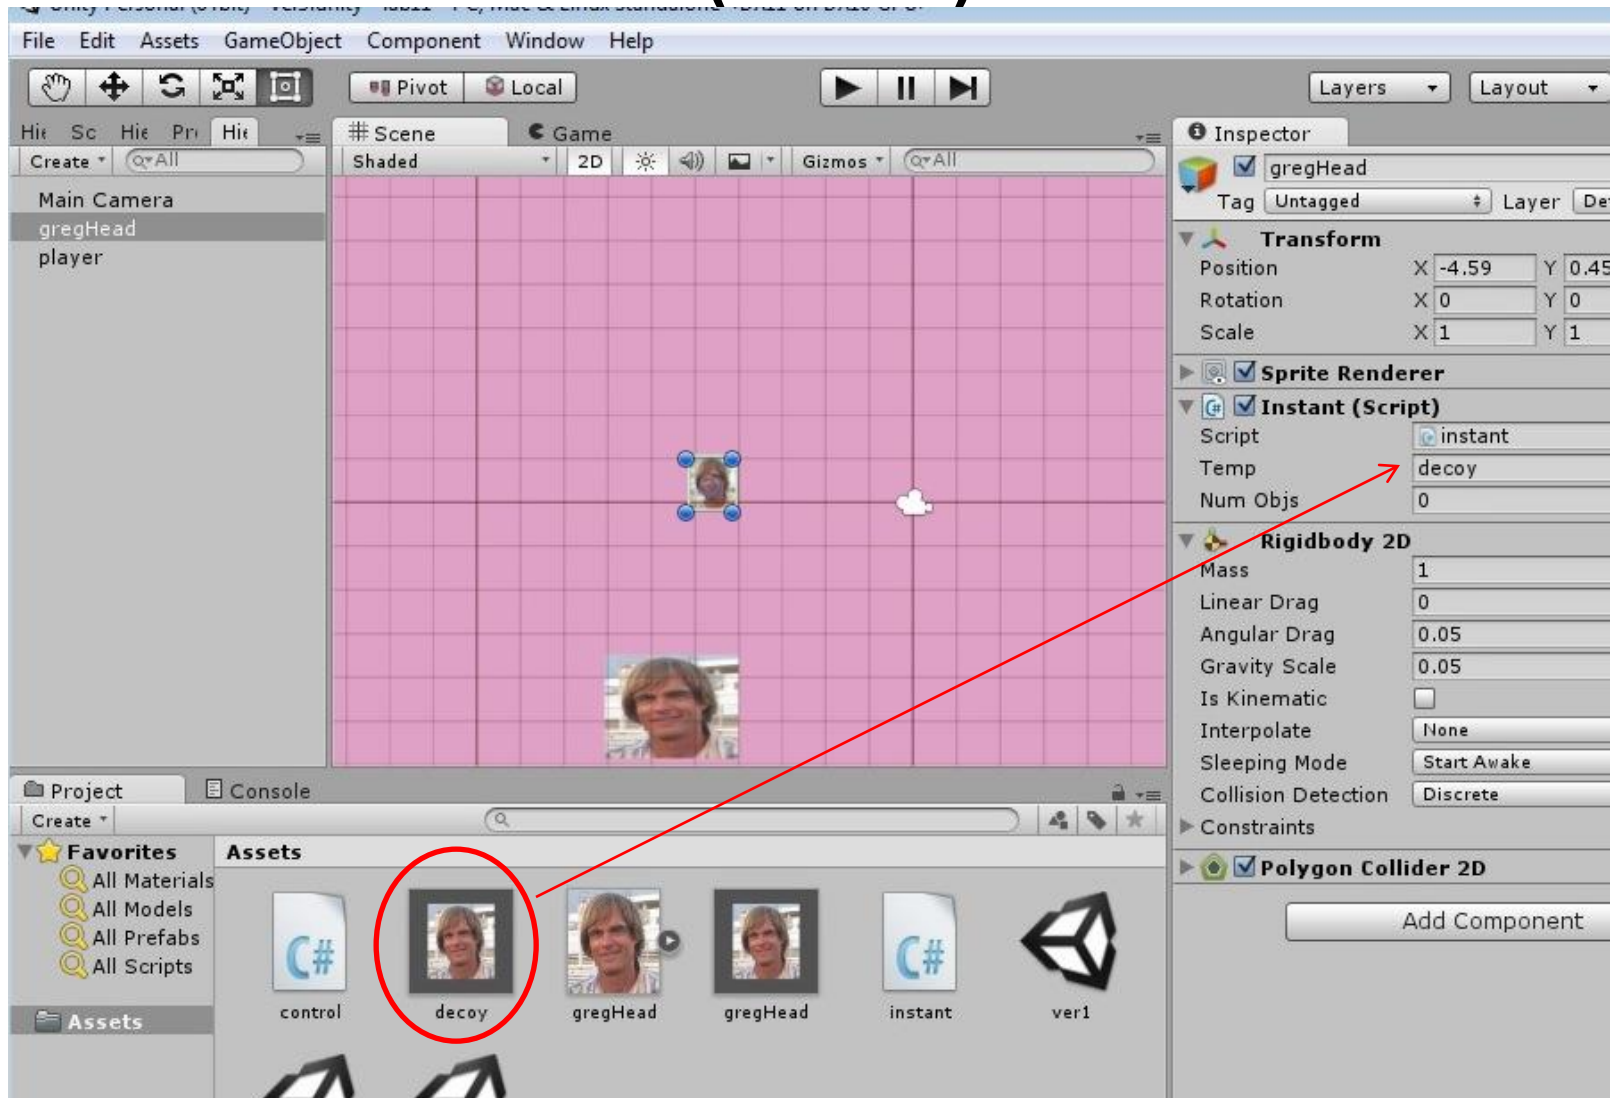 File Edit Assets GameObject Component Window Help
Pivot Local Layers Layout
Hie Sc Hie Pr Hie
# Scene Game
Inspector
Create All
Shaded 2D Gizmos All
gregHead
Tag Untagged Layer De
Main Camera
gregHead
player
Transform
Position X -4.59 Y 0.45
Rotation X 0 Y 0
Scale X 1 Y 1
Sprite Renderer
C# Instant (Script)
Script instant
Temp decoy
Num Objs 0
Rigidbody 2D
Mass 1
Linear Drag 0
Angular Drag 0.05
Gravity Scale 0.05
Is Kinematic
Interpolate None
Sleeping Mode Start Awake
Collision Detection Discrete
Constraints
Polygon Collider 2D
Add Component
Project Console
Create
Favorites
All Materials
All Models
All Prefabs
All Scripts
Assets
Assets
C# C#
control decoy gregHead gregHead instant ver1